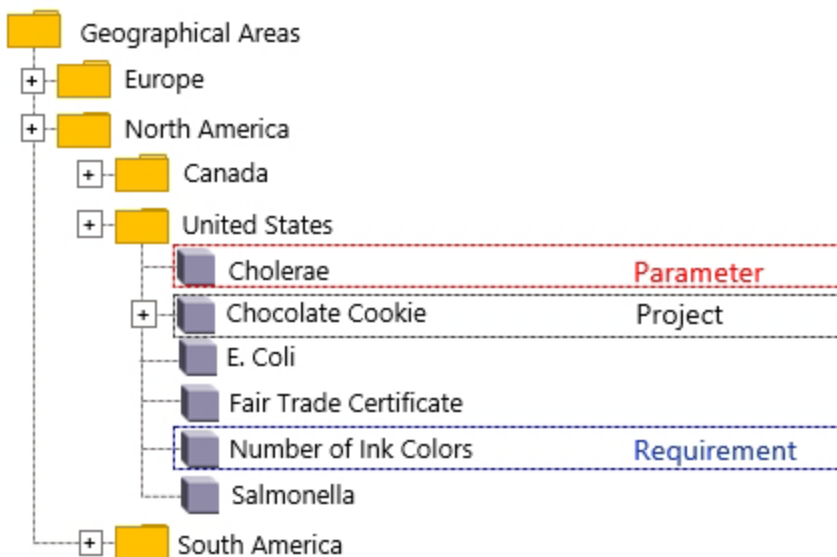 Geographical Areas
Europe
North America
Canada
United States
Cholerae Parameter
Chocolate Cookie Project
E. Coli
Fair Trade Certificate
Number of Ink Colors Requirement
Salmonella
South America